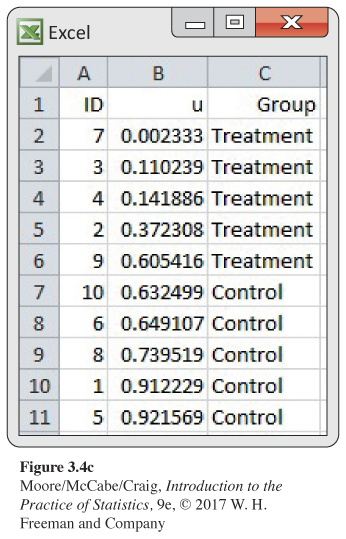 Excel
A B C
1 ID u Group
2 7 0.002333 Treatment
3 3 0.110239 Treatment
4 4 0.141886 Treatment
5 2 0.372308 Treatment
6 9 0.605416 Treatment
7 10 0.632499 Control
8 6 0.649107 Control
9 8 0.739519 Control
10 1 0.912229 Control
11 5 0.921569 Control
Figure 3.4c
Moore/McCabe/Craig, Introduction to the
Practice of Statistics, 9e, © 2017 W. H.
Freeman and Company